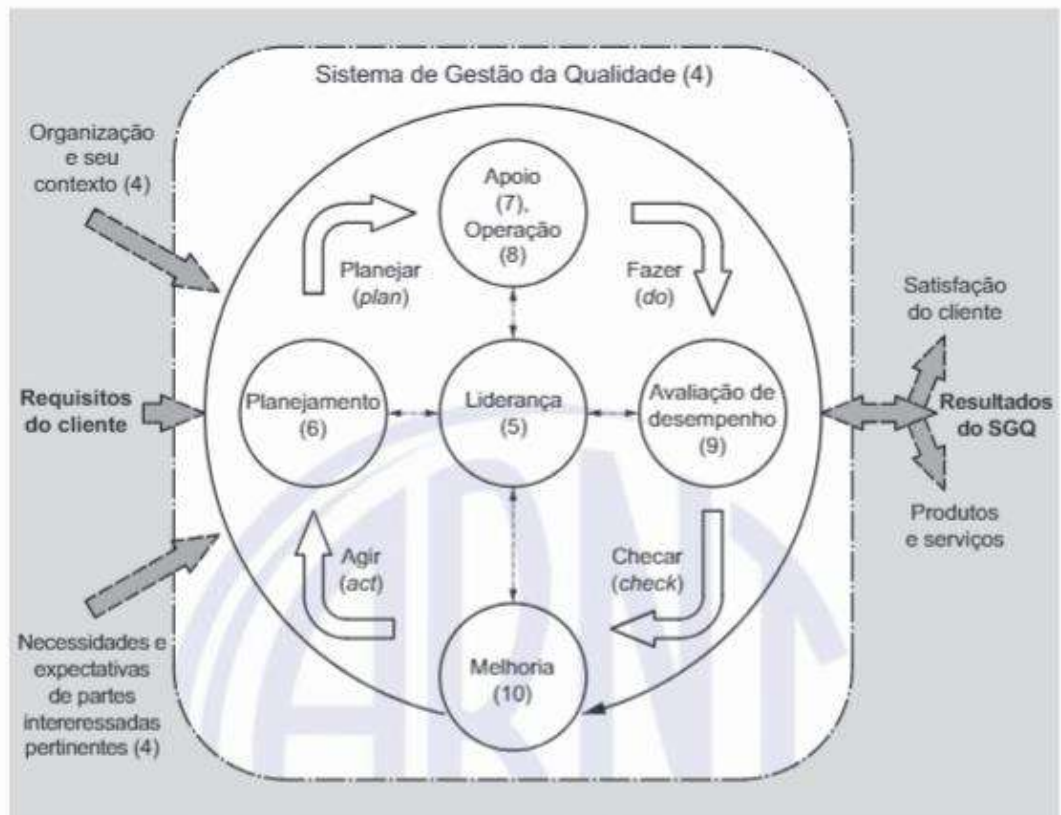 Sistema de Gestão da Qualidade (4)
Organização
e seu
contexto (4)
Apoio
(7),
Operação
(8)
Planejar
(plan)
Fazer
(do)
Satisfação
do cliente
Requisitos
do cliente
Planejamento
(6)
Liderança
(5)
Avaliação de
desempenho
(9)
Resultados
do SGQ
Agir
(act)
Checar
(check)
Produtos
e serviços
Necessidades e
expectativas
de partes
intereressadas
pertinentes (4)
Melhoria
(10)
ABNT